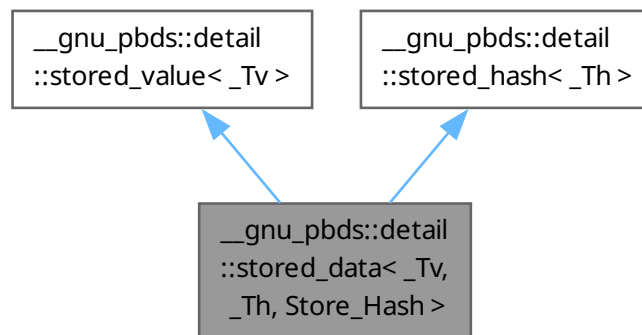 __gnu_pbds::detail
::stored_value< _Tv >
__gnu_pbds::detail
::stored_hash< _Th >
__gnu_pbds::detail
::stored_data< _Tv,
_Th, Store_Hash >